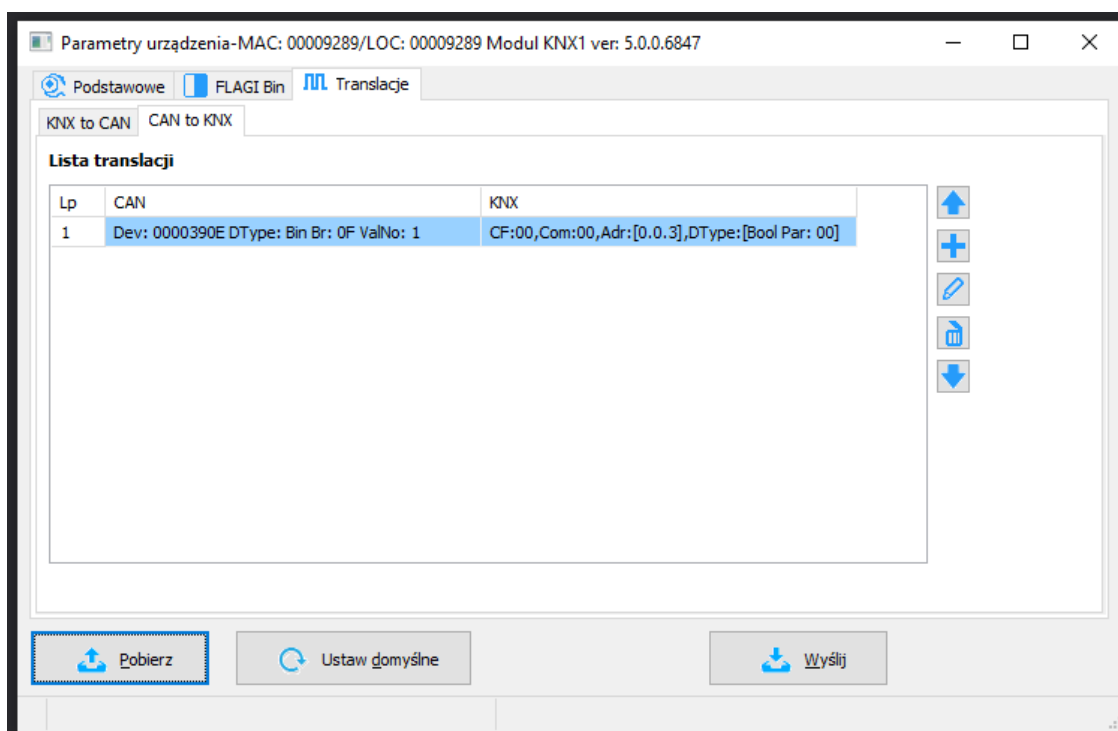 Parametry urządzenia-MAC: 00009289/LOC: 00009289 Modul KNX1 ver: 5.0.0.6847
Podstawowe FLAGI Bin Translacje
KNX to CAN CAN to KNX
Lista translacji
Lp CAN KNX
1 Dev: 0000390E DType: Bin Br: 0F ValNo: 1 CF:00,Com:00,Adr:[0.0.3],DType:[Bool Par: 00]
Pobierz Ustaw domyślne Wyślij